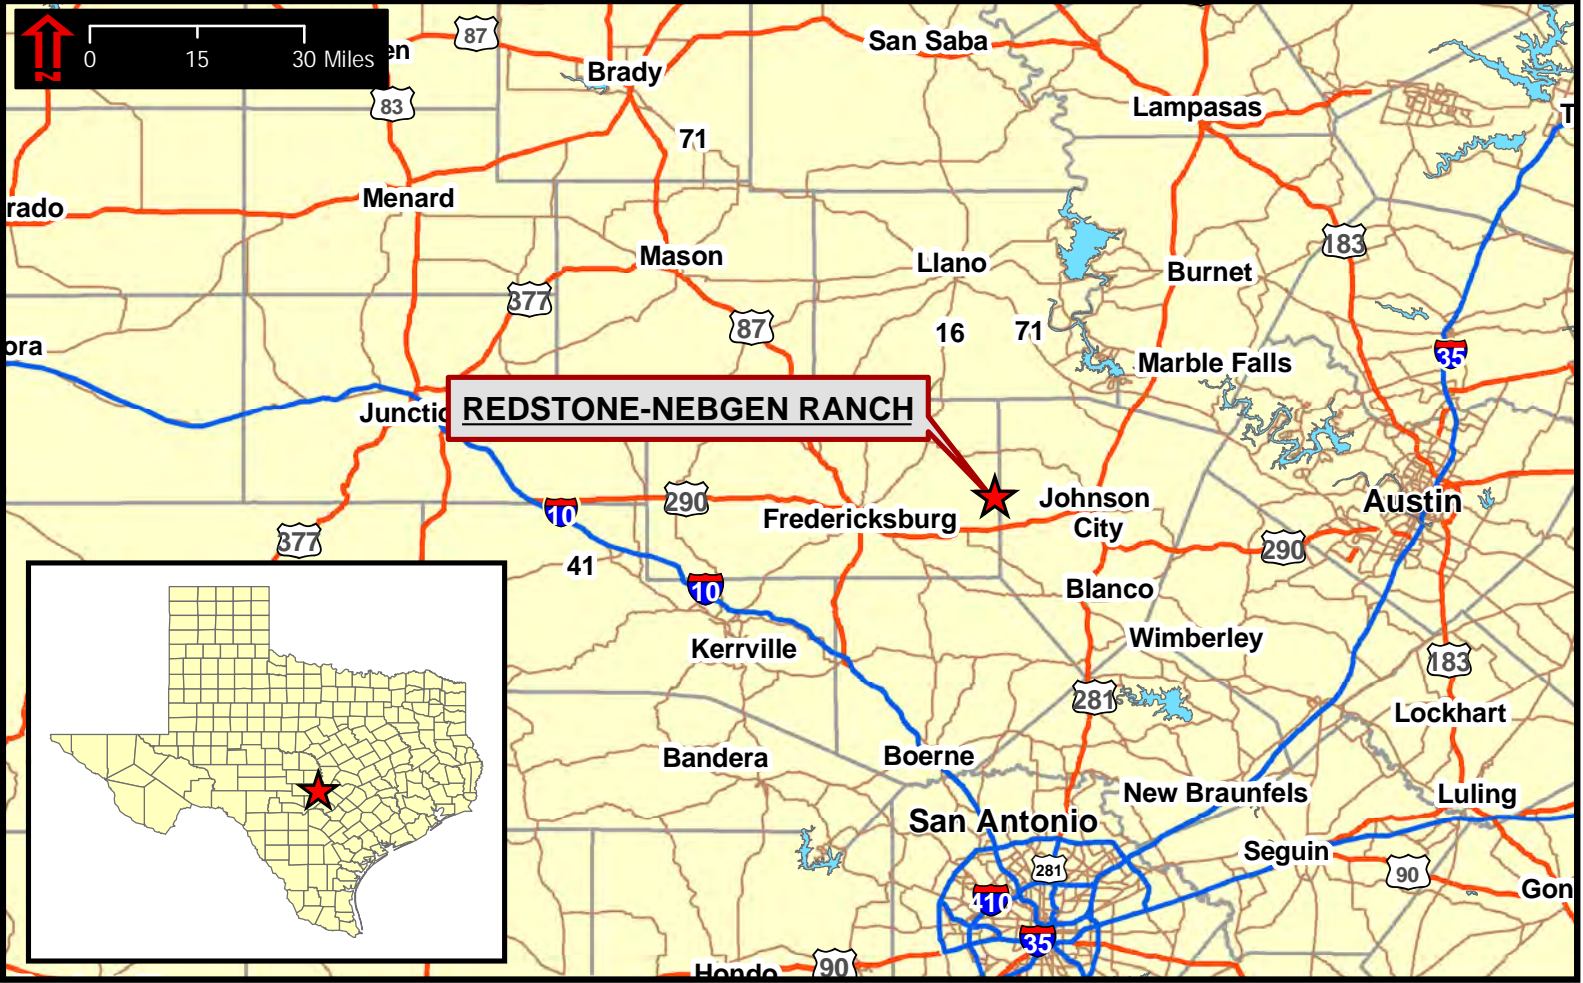 87
en
San Saba
0 15 30 Miles
N
Brady
83
Lampasas
T
71
Menard
rado
183
Mason
Llano
Burnet
377
87
16
71
ora
35
Marble Falls
Junctio
REDSTONE-NEBGEN RANCH
290
Johnson
City
Austin
10
Fredericksburg
377
290
41
10
Blanco
Kerrville
Wimberley
183
281
Lockhart
Bandera
Boerne
New Braunfels
Luling
San Antonio
Seguin
281
90
Gon
410
35
Hondo
90